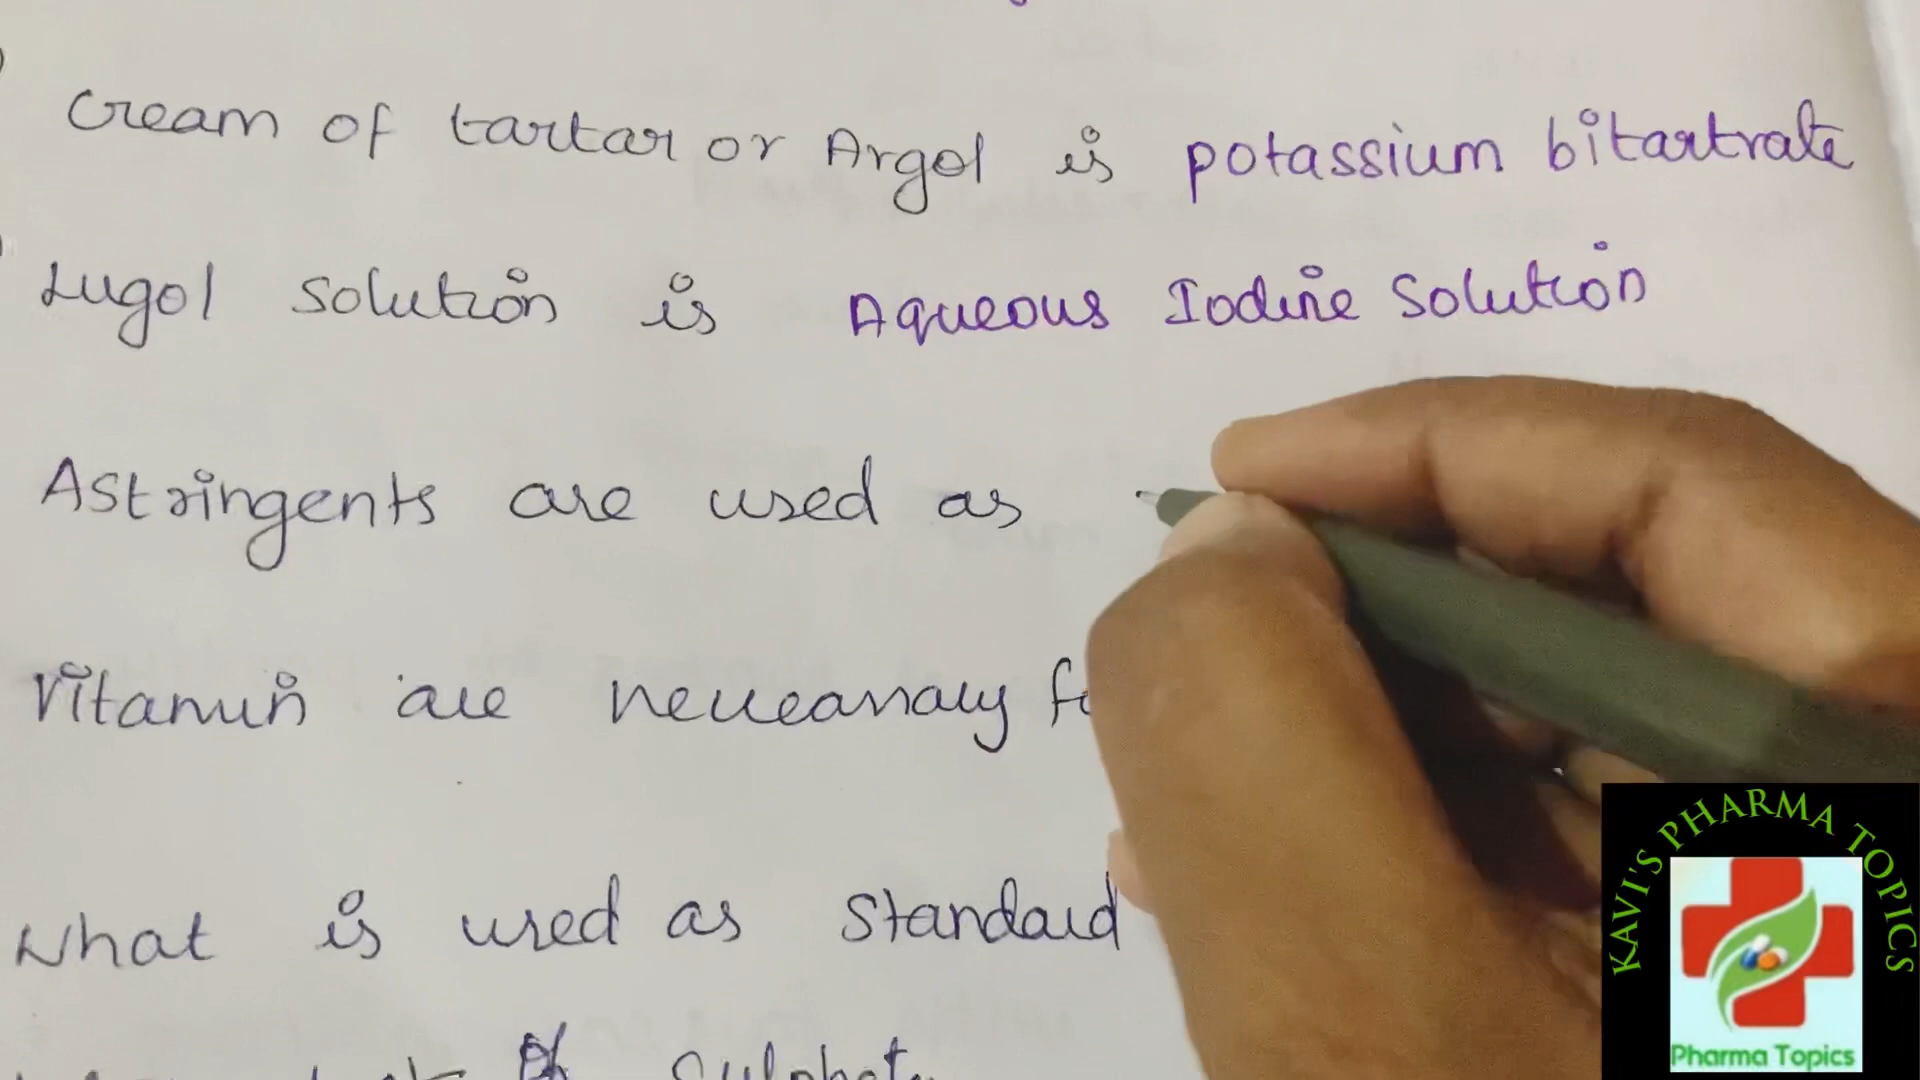 Cream of tartar or Argol is potassium bitartrate
Lugol solution is Aqueous Iodine Solution
Astringents are used as
Vitamin are
What is used as standard
KAVI'S PHARMA TOPICS
Pharma Topics